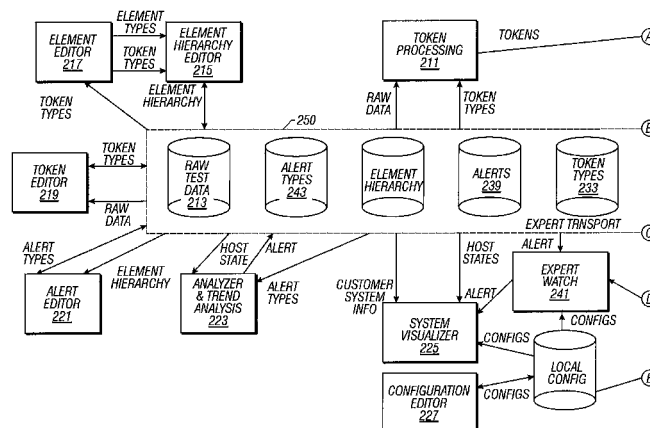 ELEMENT
TYPES
ELEMENT
EDITOR
217
TOKEN
TYPES
ELEMENT
HIERARCHY
EDITOR
215
TOKEN
PROCESSING
211
TOKENS
A
TOKEN
TYPES
ELEMENT
HIERARCHY
250
RAW
DATA
TOKEN
TYPES
B
TOKEN
EDITOR
219
TOKEN
TYPES
RAW
DATA
RAW
TEST
DATA
213
ALERT
TYPES
243
ELEMENT
HIERARCHY
ALERTS
239
TOKEN
TYPES
233
EXPERT TRNSPORT
C
ALERT
TYPES
ELEMENT
HIERARCHY
HOST
STATE
ALERT
ALERT
TYPES
HOST
STATES
ALERT
ALERT
EDITOR
221
ANALYZER
& TREND
ANALYSIS
223
CUSTOMER
SYSTEM
INFO
ALERT
EXPERT
WATCH
241
D
SYSTEM
VISUALIZER
225
CONFIGS
CONFIGS
LOCAL
CONFIG
CONFIGURATION
EDITOR
227
CONFIGS
E